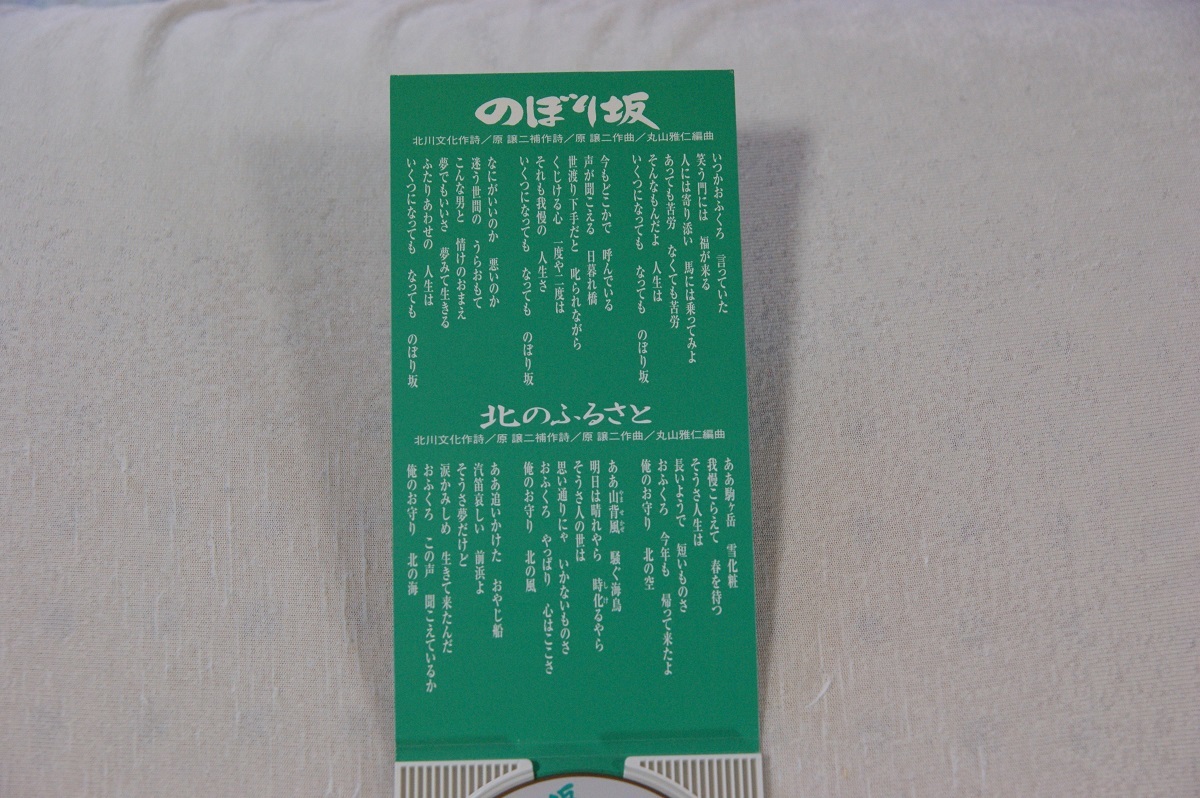 のぼり坂
北川文化作詩／原 譲二補作詩／原 譲二作曲／丸山雅仁編曲
いつかおふくろ 言っていた
笑う門には 福が来る
人には寄り添い 馬には乗ってみよ
あっても苦労 なくても苦労
そんなもんだよ 人生は
いくつになっても なっても のぼり坂
今もどこかで 呼んでいる
声が聞こえる 日暮れ橋
世渡り下手だと 叱られながら
くじける心 一度や二度は
それも我慢の 人生さ
いくつになっても なっても のぼり坂
なにがいいのか 悪いのか
迷う世間の うらおもて
こんな男と 情けのおまえ
夢でもいいさ 夢みて生きる
ふたりあわせの 人生は
いくつになっても なっても のぼり坂
北のふるさと
北川文化作詩／原 譲二補作詩／原 譲二作曲／丸山雅仁編曲
ああ駒ヶ岳 雪化粧
我慢こらえて 春を待つ
そうさ人生は
長いようで 短いものさ
おふくろ 今年も 帰って来たよ
俺のお守り 北の空
ああ山背風 騒ぐ海鳥
明日は晴れやら 時化るやら
そうさ人の世は
思い通りにゃ いかないものさ
おふくろ やっぱり 心はここさ
俺のお守り 北の風
ああ追いかけた おやじ船
汽笛哀しい 前浜よ
そうさ夢だけど
涙かみしめ 生きて来たんだ
おふくろ この声 聞こえているか
俺のお守り 北の海
坂